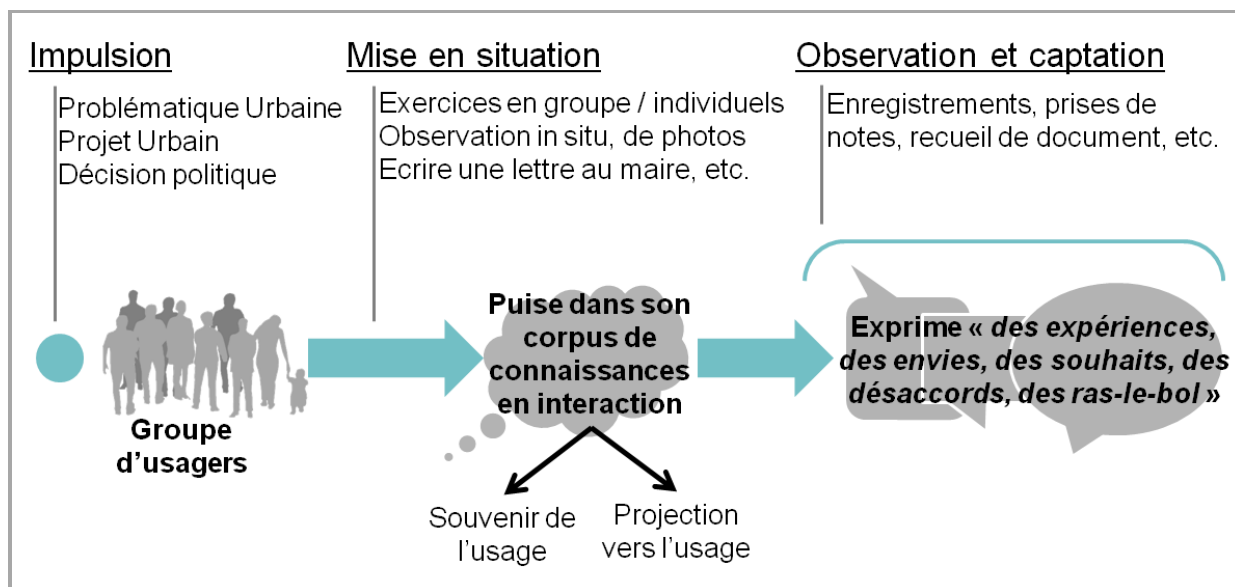 Impulsion
Problématique Urbaine
Projet Urbain
Décision politique
Mise en situation
Exercices en groupe / individuels
Observation in situ, de photos
Ecrire une lettre au maire, etc.
Observation et captation
Enregistrements, prises de
notes, recueil de document, etc.
Groupe
d’usagers
Puise dans son
corpus de
connaissances
en interaction
Souvenir de
l’usage
Projection
vers l’usage
Exprime « des expériences,
des envies, des souhaits, des
désaccords, des ras-le-bol »